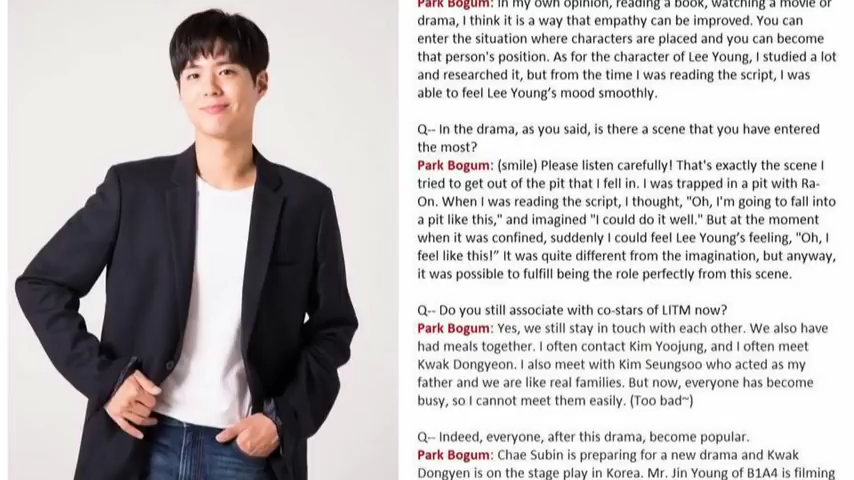 Park Bogum: In my own opinion, reading a book, watching a movie or
drama, I think it is a way that empathy can be improved. You can
enter the situation where characters are placed and you can become
that person's position. As for the character of Lee Young, I studied a lot
and researched it, but from the time I was reading the script, I was
able to feel Lee Young’s mood smoothly.
Q-- In the drama, as you said, is there a scene that you have entered
the most?
Park Bogum: (smile) Please listen carefully! That's exactly the scene I
tried to get out of the pit that I fell in. I was trapped in a pit with Ra-
On. When I was reading the script, I thought, "Oh, I'm going to fall into
a pit like this," and imagined "I could do it well." But at the moment
when it was confined, suddenly I could feel Lee Young’s feeling, "Oh, I
feel like this!” It was quite different from the imagination, but anyway,
it was possible to fulfill being the role perfectly from this scene.
Q-- Do you still associate with co-stars of LITM now?
Park Bogum: Yes, we still stay in touch with each other. We also have
had meals together. I often contact Kim Yoojung, and I often meet
Kwak Dongyeon. I also meet with Kim Seungsoo who acted as my
father and we are like real families. But now, everyone has become
busy, so I cannot meet them easily. (Too bad~)
Q-- Indeed, everyone, after this drama, become popular.
Park Bogum: Chae Subin is preparing for a new drama and Kwak
Dongyen is on the stage play in Korea. Mr. Jin Young of B1A4 is filming